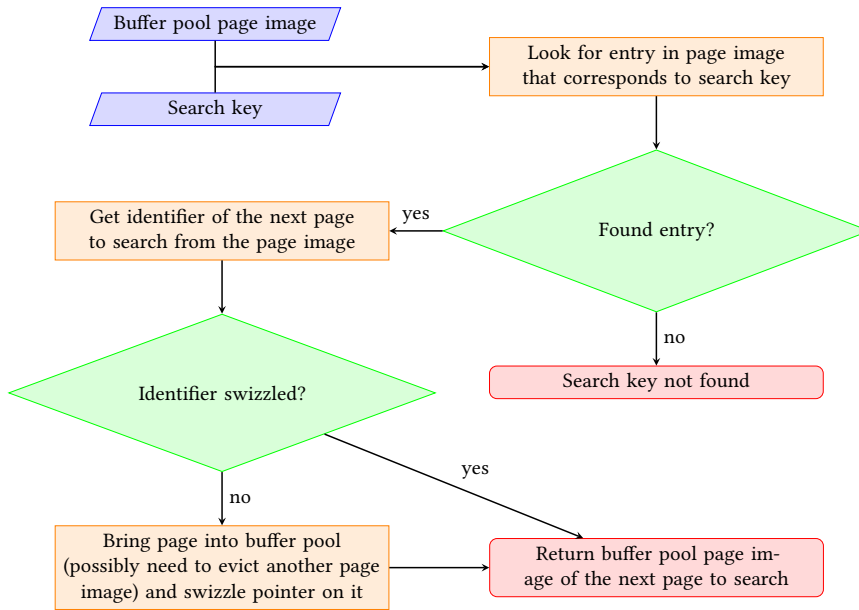 Buffer pool page image
Search key
Look for entry in page image
that corresponds to search key
Found entry?
yes
no
Get identifier of the next page
to search from the page image
Search key not found
Identifier swizzled?
yes
no
Bring page into buffer pool
(possibly need to evict another page
image) and swizzle pointer on it
Return buffer pool page im-
age of the next page to search